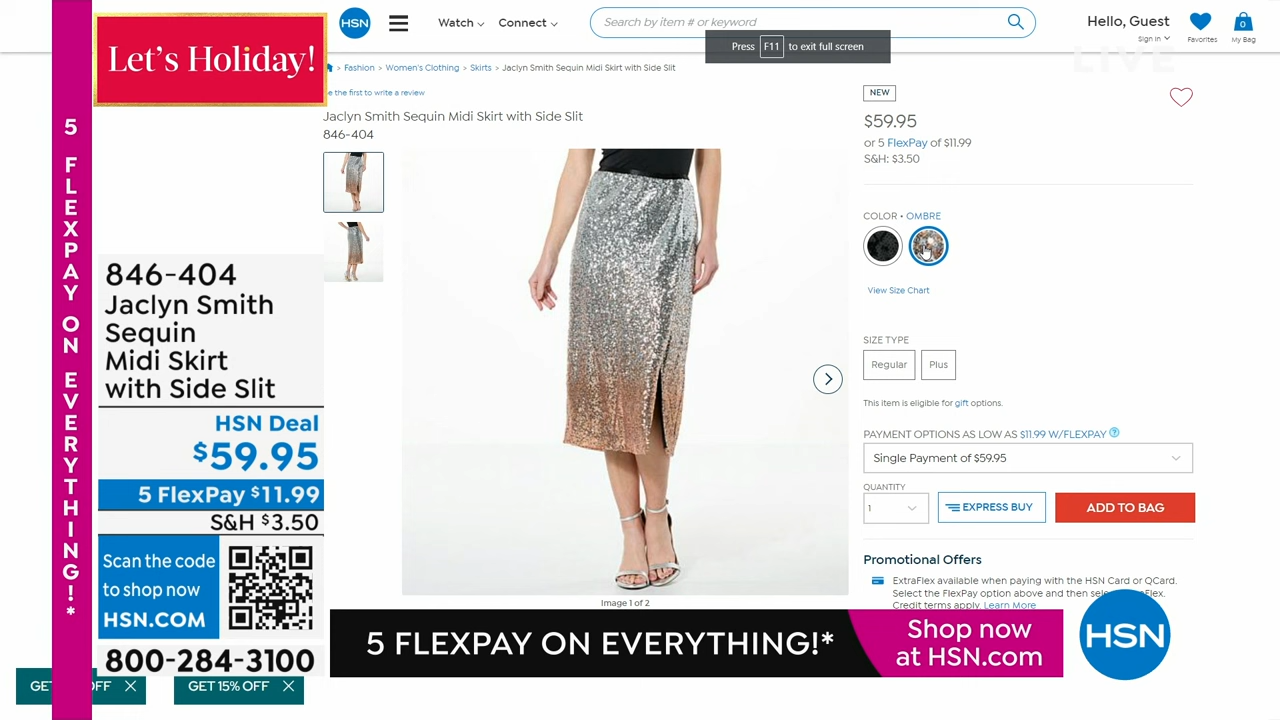 Let's Holiday!
5 FLEXPAY ON EVERYTHING!*
HSN
Watch
Connect
Search by item # or keyword
Hello, Guest
Sign in
Favorites
0
My Bag
Press F11 to exit full screen
LIVE
> Fashion > Women's Clothing > Skirts > Jaclyn Smith Sequin Midi Skirt with Side Slit
e the first to write a review
Jaclyn Smith Sequin Midi Skirt with Side Slit
846-404
NEW
$59.95
or 5 FlexPay of $11.99
S&H: $3.50
COLOR • OMBRE
View Size Chart
SIZE TYPE
Regular
Plus
This item is eligible for gift options.
PAYMENT OPTIONS AS LOW AS $11.99 W/FLEXPAY ?
Single Payment of $59.95
QUANTITY
1
EXPRESS BUY
ADD TO BAG
Promotional Offers
ExtraFlex available when paying with the HSN Card or QCard.
Select the FlexPay option above and then
Credit terms apply. Learn More
Image 1 of 2
846-404
Jaclyn Smith
Sequin
Midi Skirt
with Side Slit
HSN Deal
$59.95
5 FlexPay $11.99
S&H $3.50
Scan the code
to shop now
HSN.COM
800-284-3100
GET OFF X
GET 15% OFF X
5 FLEXPAY ON EVERYTHING!*
Shop now
at HSN.com
HSN